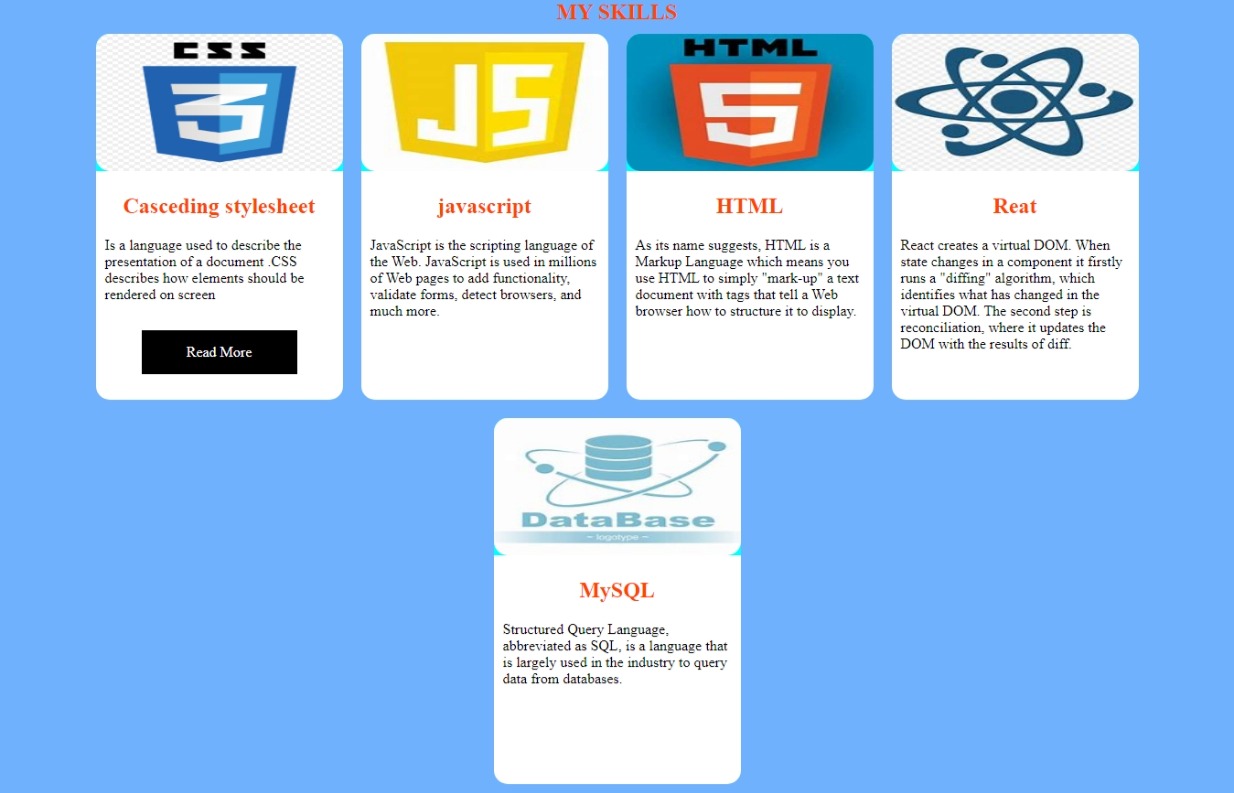 MY SKILLS
CSS
3
JS
HTML
5
Casceding stylesheet
Is a language used to describe the
presentation of a document .CSS
describes how elements should be
rendered on screen
Read More
javascript
JavaScript is the scripting language of
the Web. JavaScript is used in millions
of Web pages to add functionality,
validate forms, detect browsers, and
much more.
HTML
As its name suggests, HTML is a
Markup Language which means you
use HTML to simply "mark-up" a text
document with tags that tell a Web
browser how to structure it to display.
Reat
React creates a virtual DOM. When
state changes in a component it firstly
runs a "diffing" algorithm, which
identifies what has changed in the
virtual DOM. The second step is
reconciliation, where it updates the
DOM with the results of diff.
DataBase
~ logotype ~
MySQL
Structured Query Language,
abbreviated as SQL, is a language that
is largely used in the industry to query
data from databases.